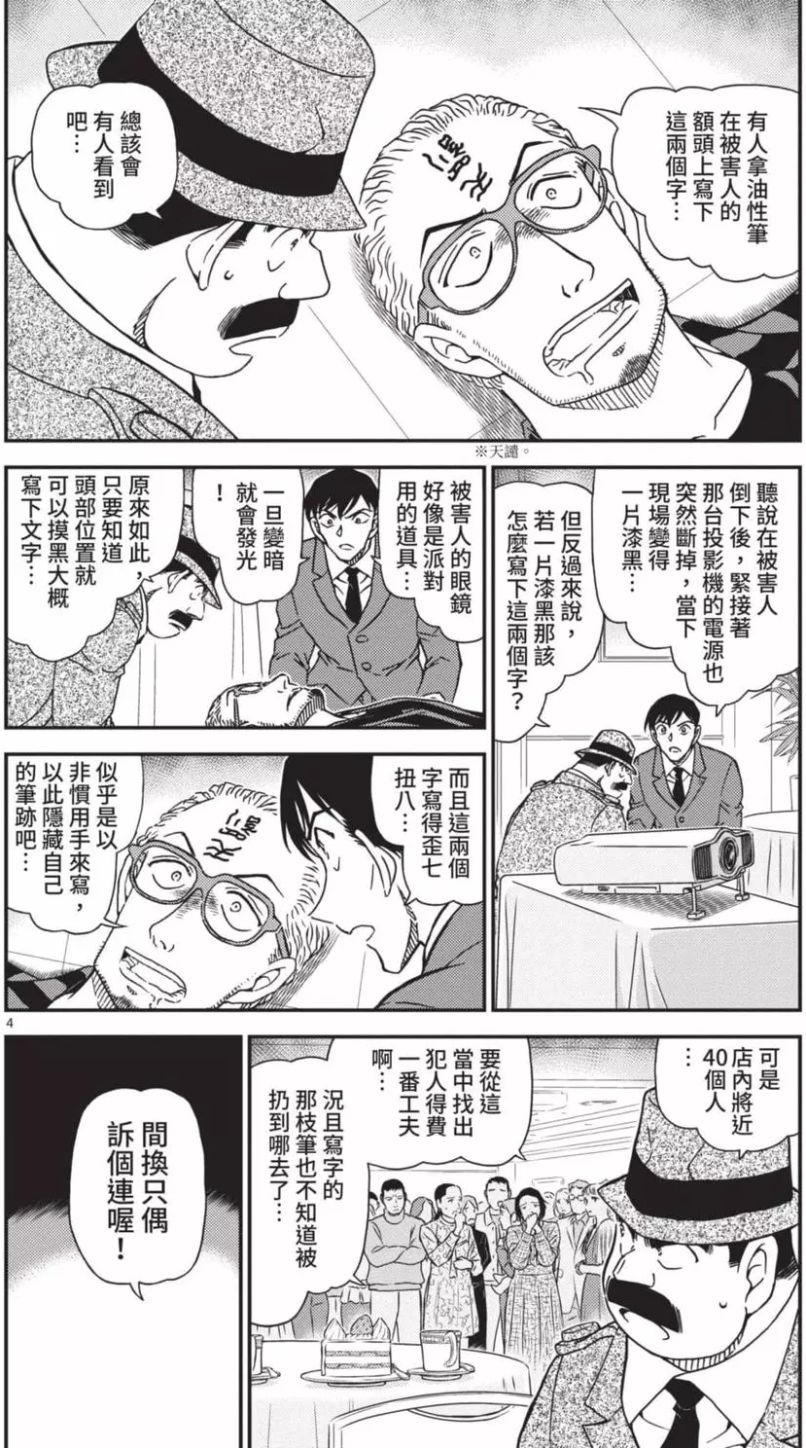 有人拿油性筆
在被害人的
額頭上寫下
這兩個字…
總該會
有人看到
吧…
天譴
※天譴。
聽說在被害人
倒下後，緊接著
那台投影機的電源也
突然斷掉，當下
現場變得
一片漆黑…
但反過來說，
若一片漆黑那該
怎麼寫下這兩個字？
被害人的眼鏡
好像是派對
用的道具…
一旦變暗
就會發光
！
原來如此，
只要知道
頭部位置就
可以摸黑大概
寫下文字…
而且這兩個
字寫得歪七
扭八…
似乎是以
非慣用手來寫，
以此隱藏自己
的筆跡吧…
天譴
4
可是
店內將近
40個人
…
要從這
當中找出
犯人得費
一番工夫
啊…
況且寫字的
那枝筆也不知道被
扔到哪去了…
間換只偶
訴個連喔！